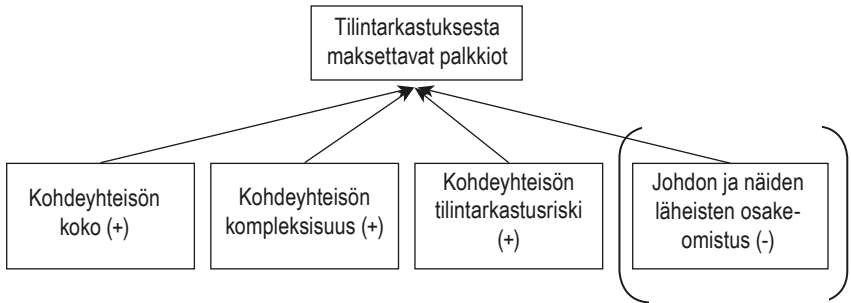 Tilintarkastuksesta
maksettavat palkkiot
Kohdeyhteisön
koko (+)
Kohdeyhteisön
kompleksisuus (+)
Kohdeyhteisön
tilintarkastusriski
(+)
Johdon ja näiden
läheisten osake-
omistus (-)